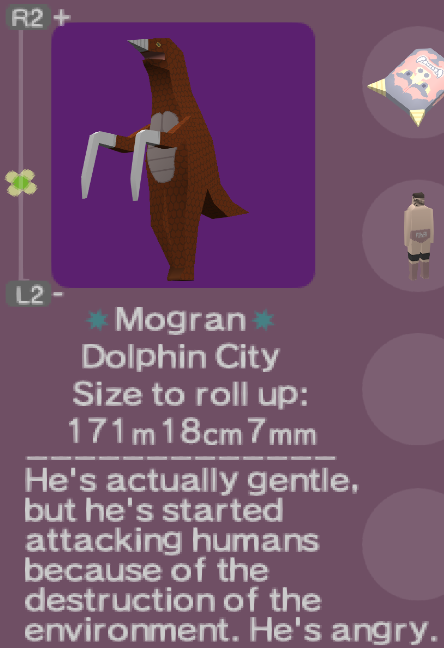 R2 +
L2 -
Mogran
Dolphin City
Size to roll up:
171m18cm7mm
He's actually gentle,
but he's started
attacking humans
because of the
destruction of the
environment. He's angry.